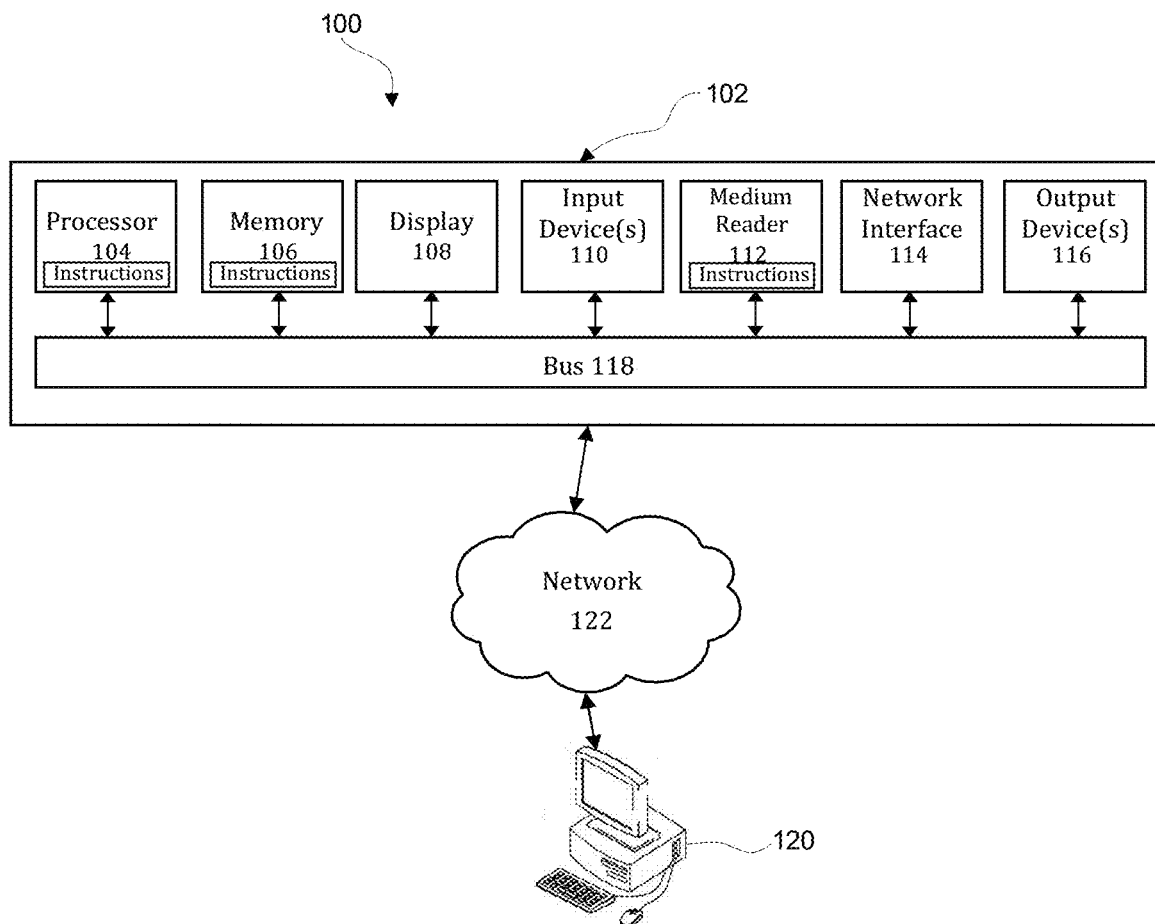 100
102
Processor
104
Instructions
Memory
106
Instructions
Display
108
Input
Device(s)
110
Medium
Reader
112
Instructions
Network
Interface
114
Output
Device(s)
116
Bus 118
Network
122
120